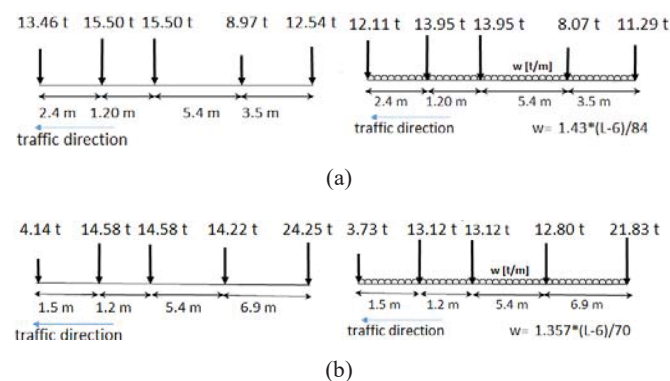 13.46 t 15.50 t 15.50 t 8.97 t 12.54 t
2.4 m 1.20 m 5.4 m 3.5 m
traffic direction
12.11 t 13.95 t 13.95 t 8.07 t 11.29 t
w [t/m]
2.4 m 1.20 m 5.4 m 3.5 m
traffic direction w= 1.43*(L-6)/84
(a)
4.14 t 14.58 t 14.58 t 14.22 t 24.25 t
1.5 m 1.2 m 5.4 m 6.9 m
traffic direction
3.73 t 13.12 t 13.12 t 12.80 t 21.83 t
w [t/m]
1.5 m 1.2 m 5.4 m 6.9 m
traffic direction w= 1.357*(L-6)/70
(b)